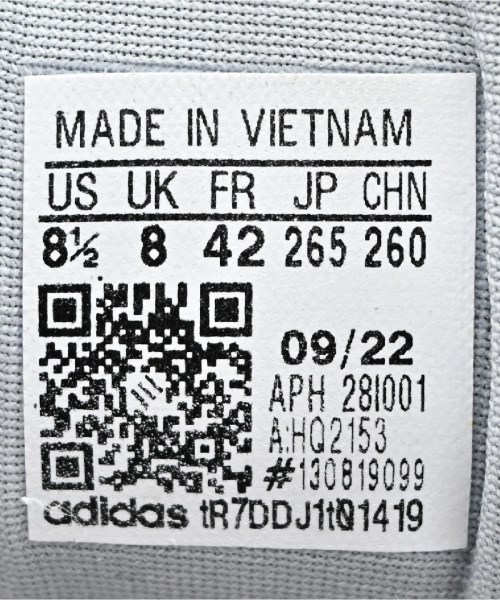 MADE IN VIETNAM
US UK FR JP CHN
8½ 8 42 265 260
09/22
APH 28I001
A:HQ2153
#130819099
adidas tR7DDJ1tQ1419